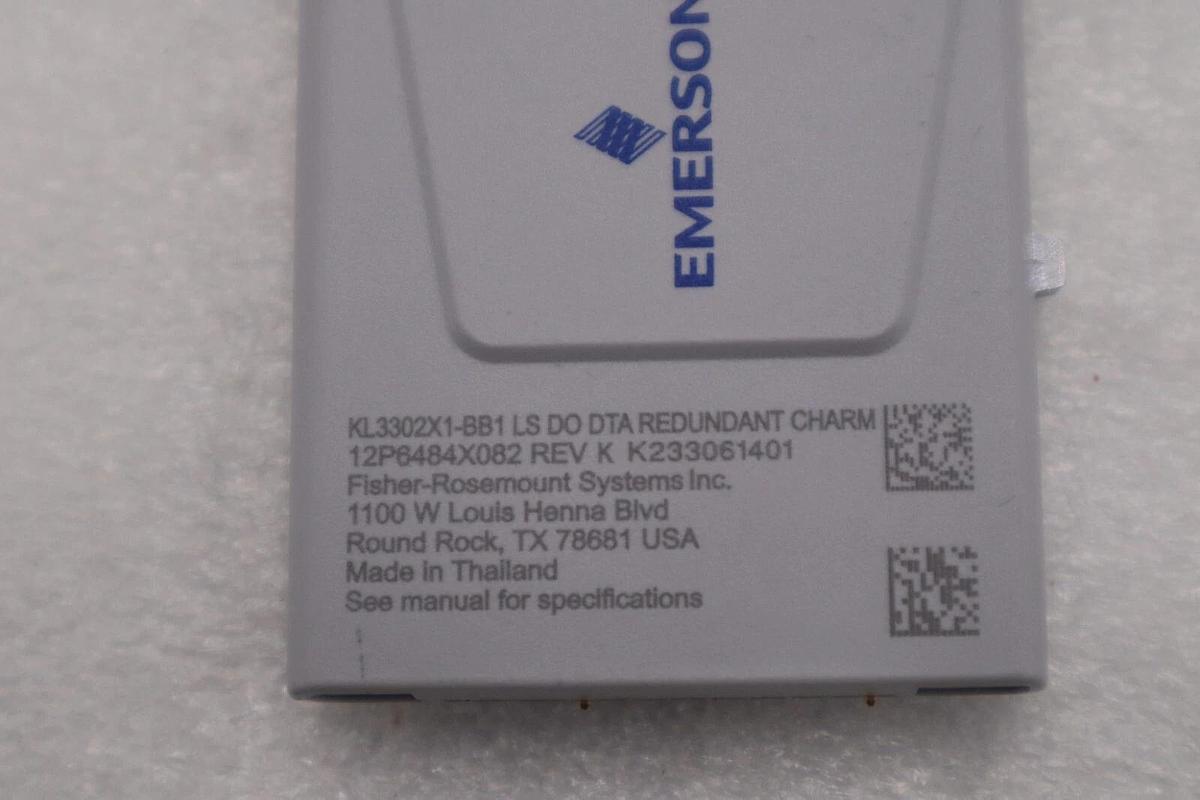 EMERSON
KL3302X1-BB1 LS DO DTA REDUNDANT CHARM
12P6484X082 REV K K233061401
Fisher-Rosemount Systems Inc.
1100 W Louis Henna Blvd
Round Rock, TX 78681 USA
Made in Thailand
See manual for specifications